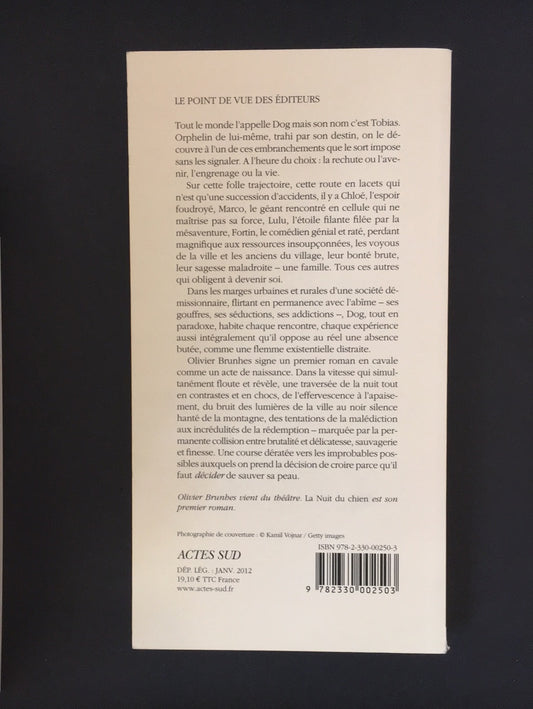 LE POINT DE VUE DES ÉDITEURS
Tout le monde l'appelle Dog mais son nom c'est Tobias.
Orphelin de lui-même, trahi par son destin, on le dé-
couvre à l'un de ces embranchements que le sort impose
sans les signaler. A l'heure du choix : la rechute ou l'ave-
nir, l'engrenage ou la vie.
Sur cette folle trajectoire, cette route en lacets qui
n'est qu'une succession d'accidents, il y a Chloé, l'espoir
foudroyé, Marco, le géant rencontré en cellule qui ne
maîtrise pas sa force, Lulu, l'étoile filante filée par la
mésaventure, Fortin, le comédien génial et raté, perdant
magnifique aux ressources insoupçonnées, les voyous
de la ville et les anciens du village, leur bonté brute,
leur sagesse maladroite – une famille. Tous ces autres
qui obligent à devenir soi.
Dans les marges urbaines et rurales d'une société dé-
missionnaire, flirtant en permanence avec l'abîme – ses
gouffres, ses séductions, ses addictions –, Dog, tout en
paradoxe, habite chaque rencontre, chaque expérience
aussi intégralement qu'il oppose au réel une absence
butée, comme une flemme existentielle distraite.
Olivier Brunhes signe un premier roman en cavale
comme un acte de naissance. Dans la vitesse qui simul-
tanément floute et révèle, une traversée de la nuit tout
en contrastes et en chocs, de l'effervescence à l'apaise-
ment, du bruit des lumières de la ville au noir silence
hanté de la montagne, des tentations de la malédiction
aux incrédulités de la rédemption – marquée par la per-
manente collision entre brutalité et délicatesse, sauvagerie
et finesse. Une course dératée vers les improbables pos-
sibles auxquels on prend la décision de croire parce qu'il
faut décider de sauver sa peau.
Olivier Brunhes vient du théâtre. La Nuit du chien est son
premier roman.
Photographie de couverture : © Kamil Vojnar / Getty images
ACTES SUD
DÉP. LÉG. : JANV. 2012
19,10 € TTC France
www.actes-sud.fr
ISBN 978-2-330-00250-3
9 782330 002503